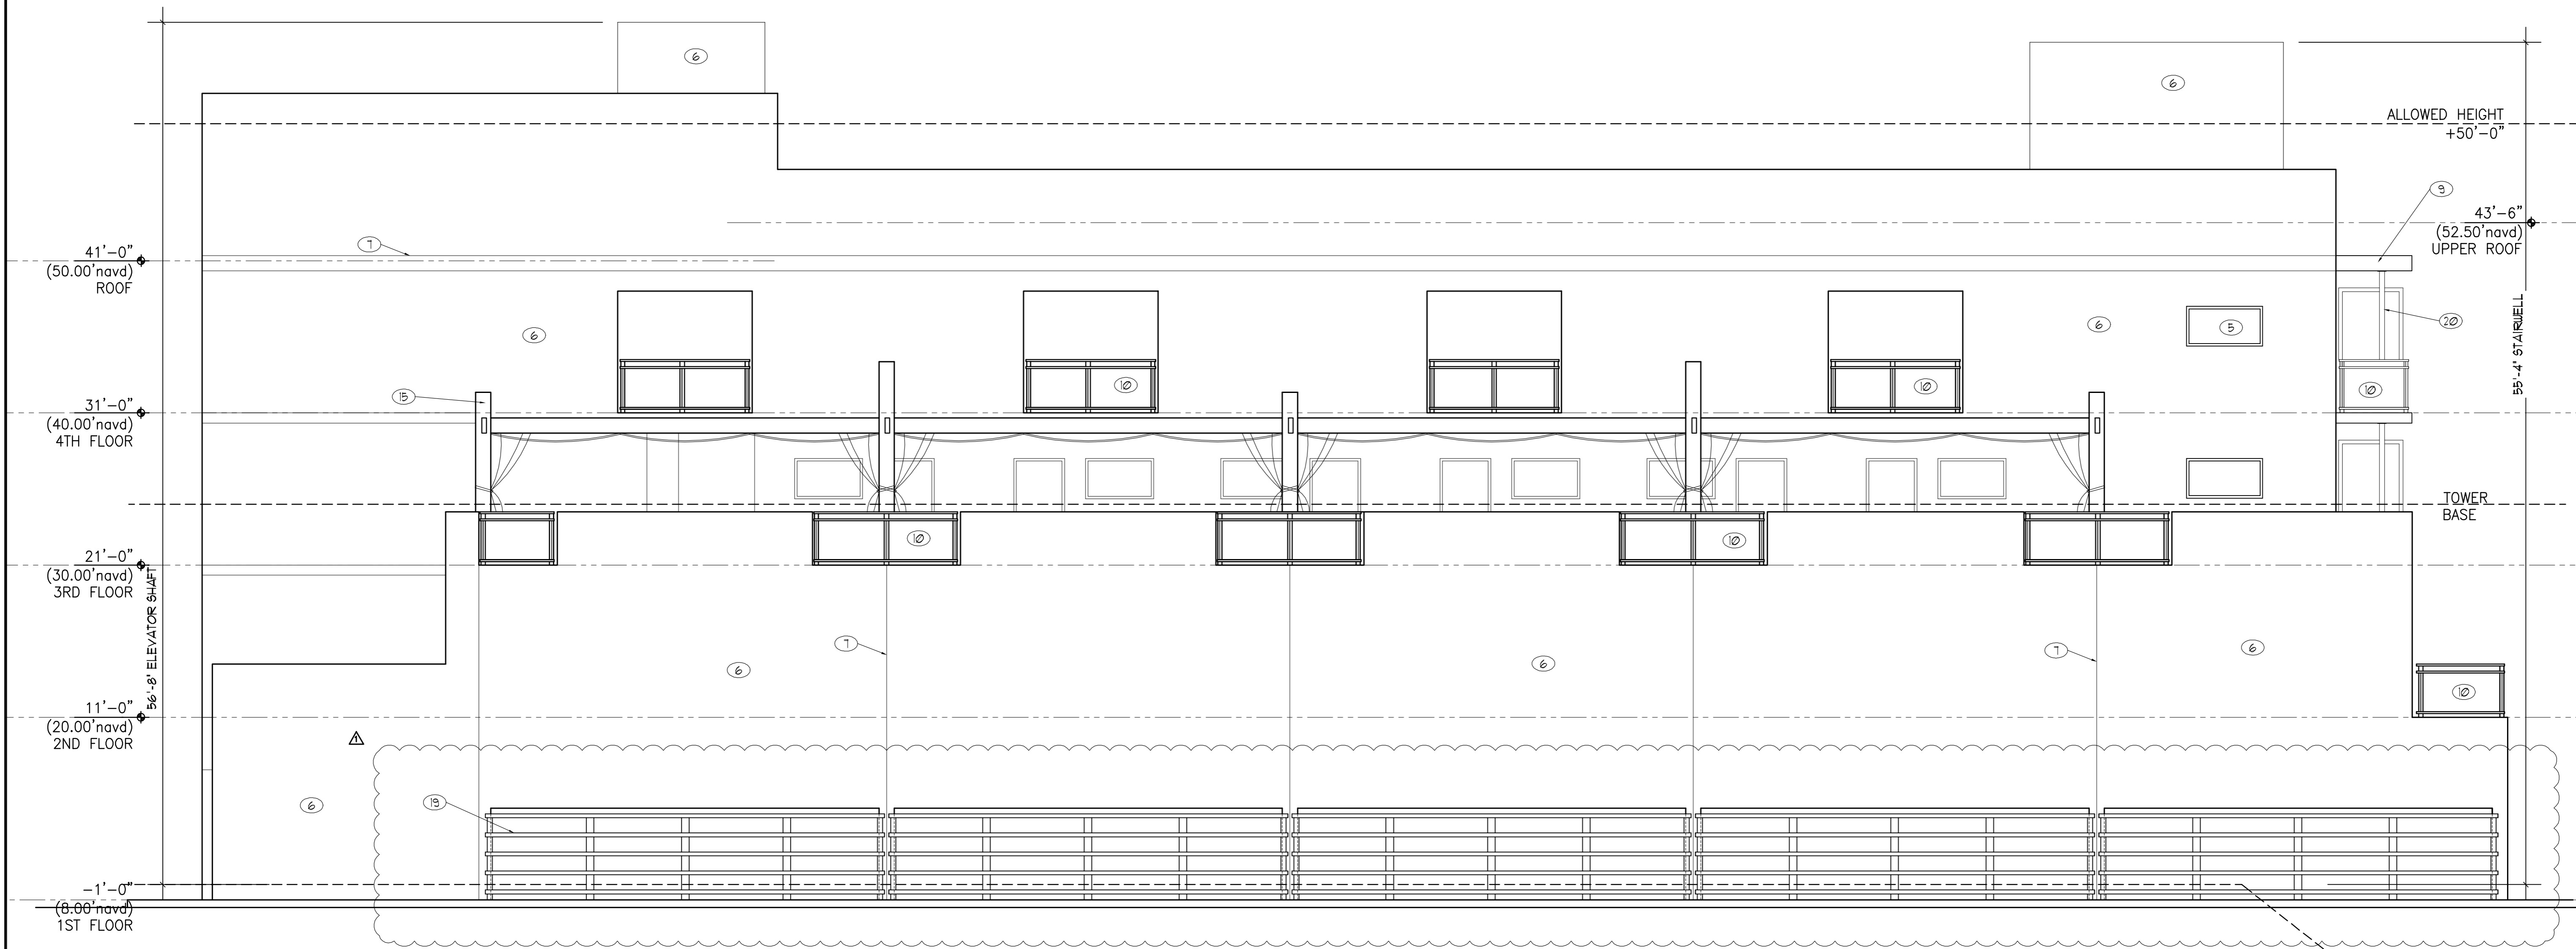 6
6
ALLOWED HEIGHT
+50'-0"
9
43'-6"
(52.50'navd)
UPPER ROOF
7
41'-0"
(50.00'navd)
ROOF
6
6
5
20
55'-4' STAIRWELL
10
10
10
15
31'-0"
(40.00'navd)
4TH FLOOR
TOWER
BASE
10
10
21'-0"
(30.00'navd)
3RD FLOOR
56'-8' ELEVATOR SHAFT
7
6
6
7
6
10
11'-0"
(20.00'navd)
2ND FLOOR
1
6
19
-1'-0"
(8.00'navd)
1ST FLOOR